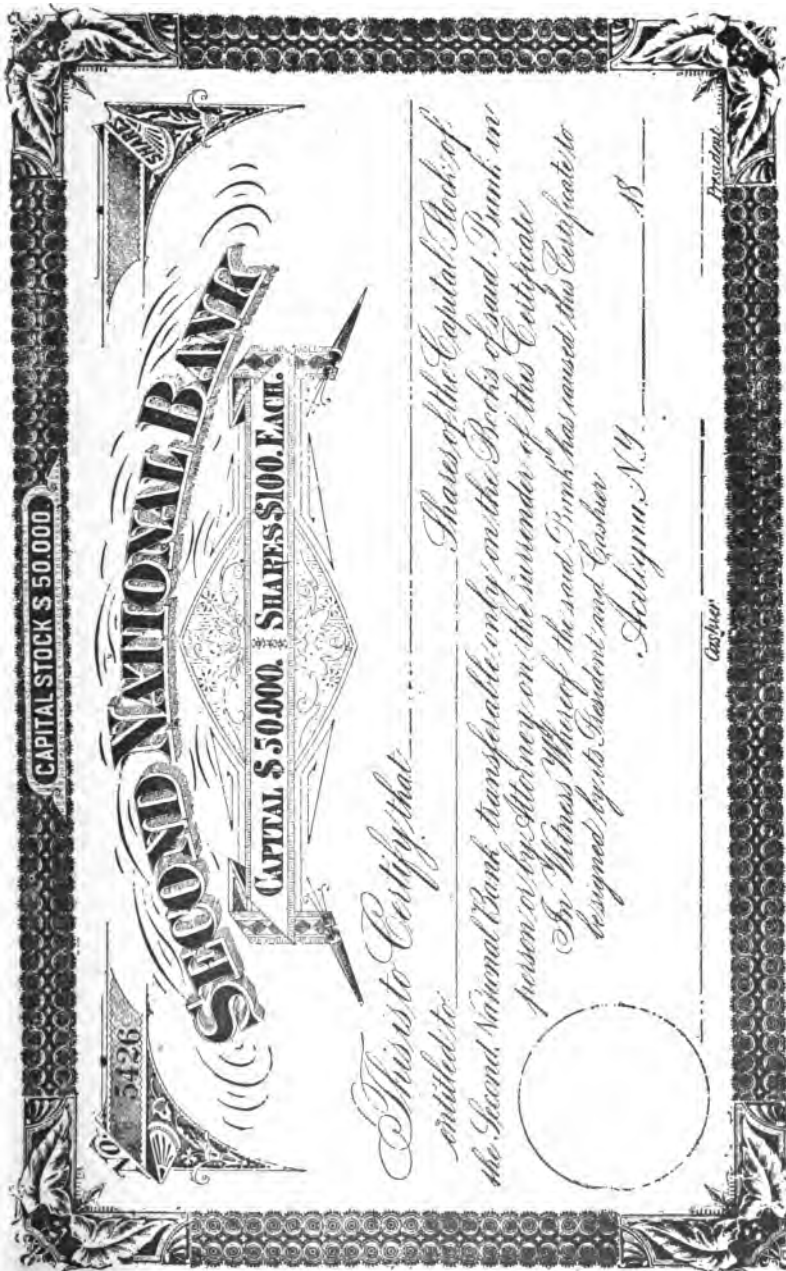 CAPITAL STOCK $ 50.000
NO. 5426
SHARES
SECOND NATIONAL BANK
CAPITAL $ 50.000. SHARES $100. EACH.
This is to Certify that
entitled to Shares of the Capital Stock of
the Second National Bank transferable only on the Books of said Bank in
person or by Attorney on the surrender of this Certificate
In Witness Whereof the said Bank has caused this Certificate to
be signed by its President and Cashier
N.Y. 18
Cashier President